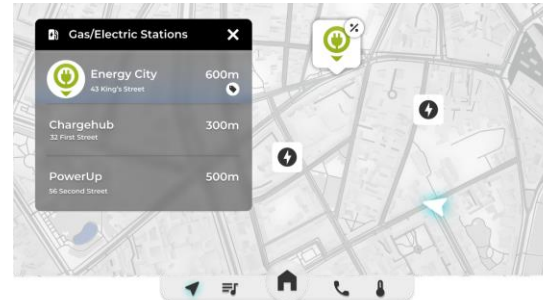 Gas/Electric Stations
Energy City 600m
43 King's Street
Chargehub 300m
32 First Street
PowerUp 500m
56 Second Street
%